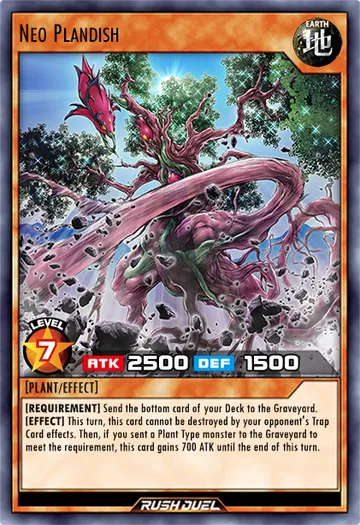 Neo Plandish
EARTH
地
LEVEL
7
ATK 2500 DEF 1500
[PLANT/EFFECT]
[REQUIREMENT] Send the bottom card of your Deck to the Graveyard.
[EFFECT] This turn, this card cannot be destroyed by your opponent's Trap
Card effects. Then, if you sent a Plant Type monster to the Graveyard to
meet the requirement, this card gains 700 ATK until the end of this turn.
RUSH DUEL